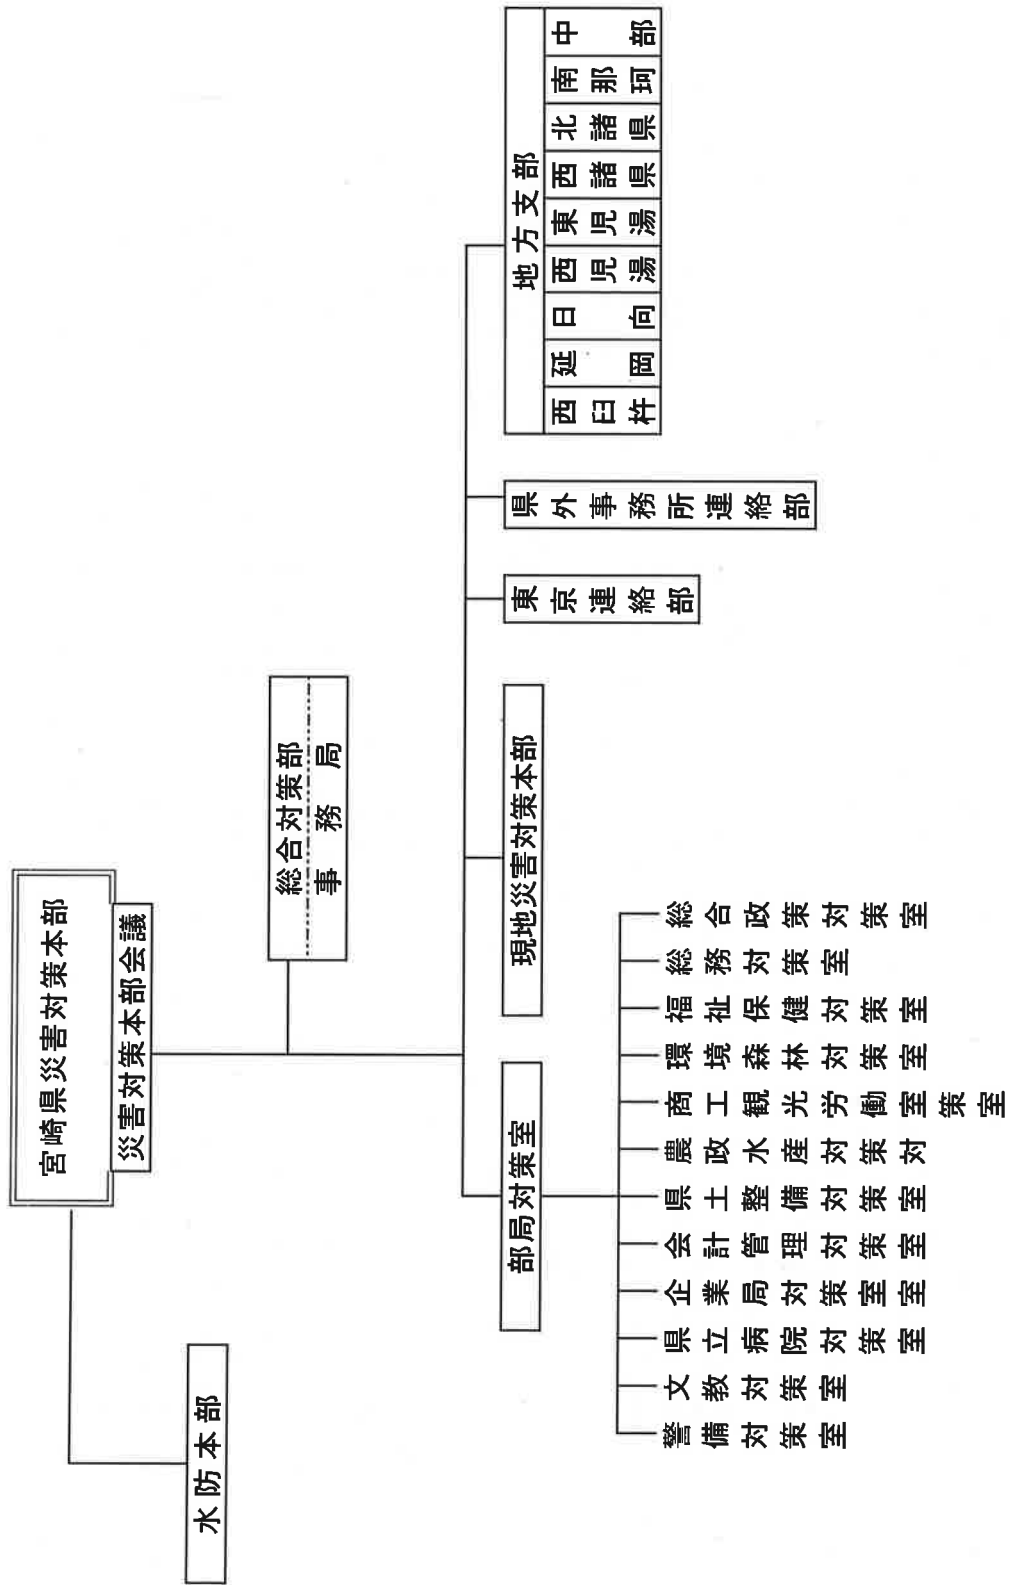 宮崎県災害対策本部
災害対策本部会議
水防本部
総合対策部
事務局
部局対策室
現地災害対策本部
東京連絡部
県外事務所連絡部
地方支部
中部
南那珂
北諸県
西諸県
東児湯
西児湯
日向
延岡
西臼杵
総合政策対策室
総務対策室
福祉保健対策室
環境森林対策室
商工観光労働室策室
農政水産対策対
県土整備対策室
会計管理対策室
企業局対策室室
県立病院対策室
文教対策室
警備対策室